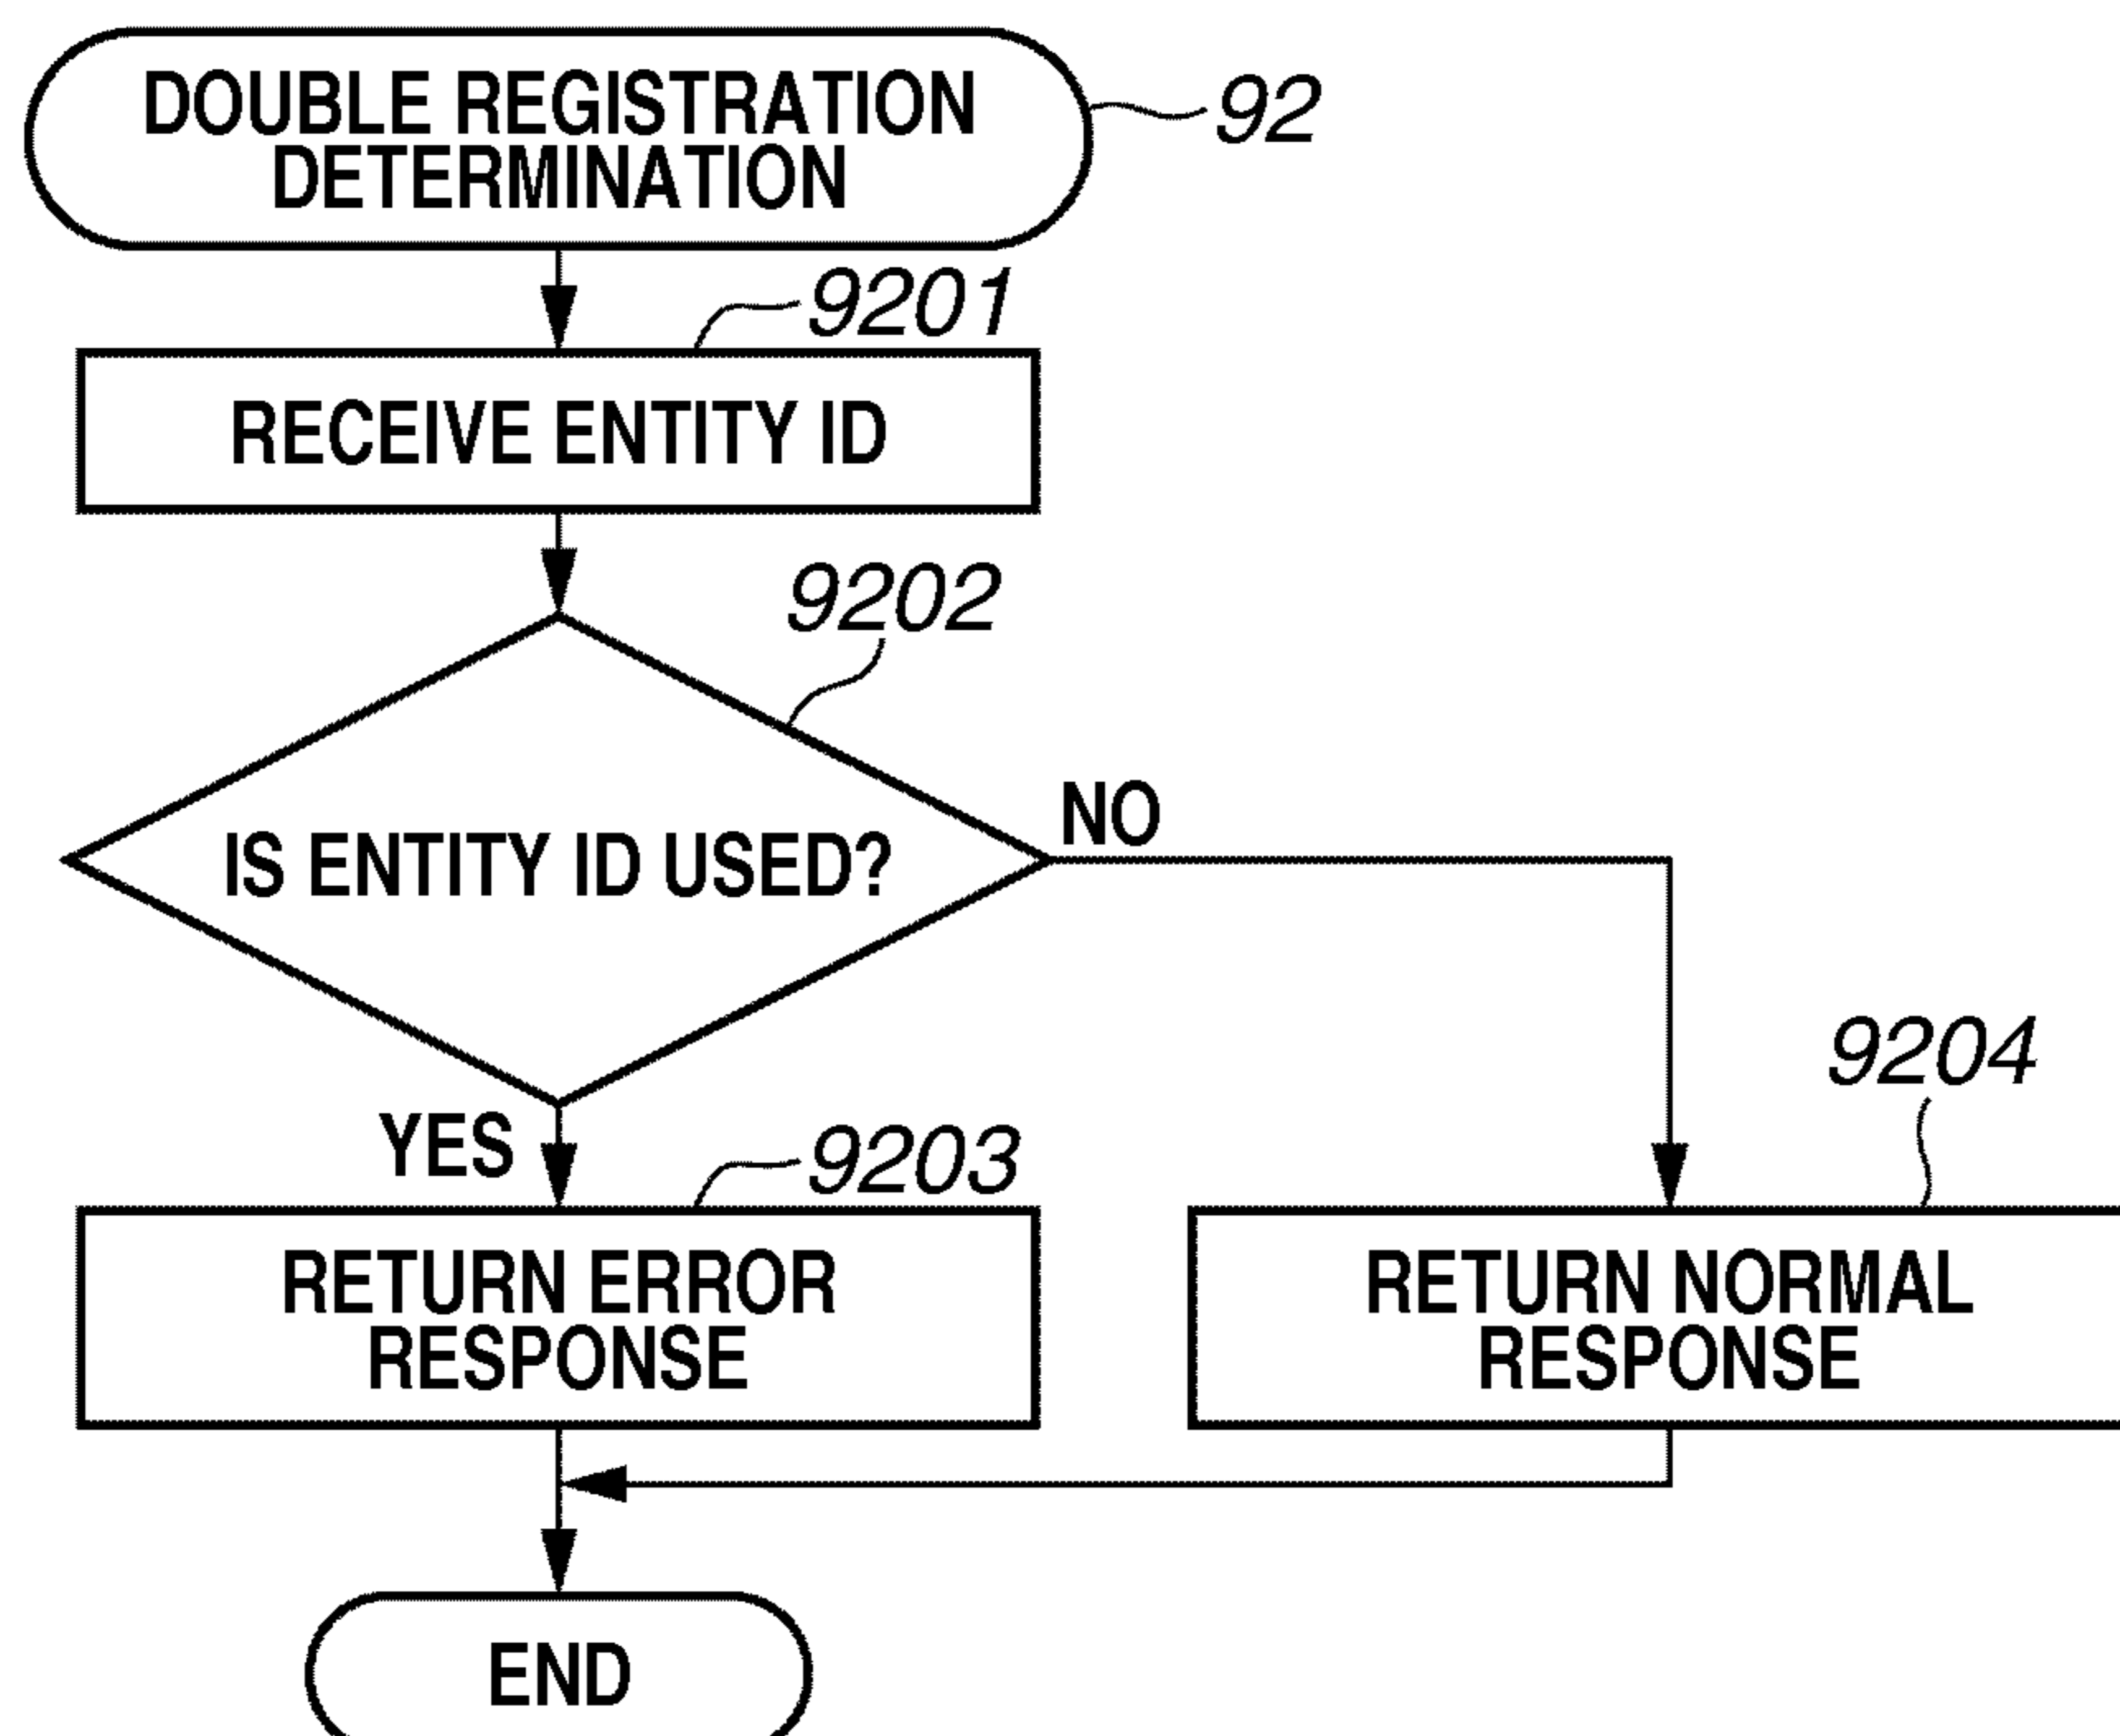 DOUBLE REGISTRATION
DETERMINATION
92
9201
RECEIVE ENTITY ID
9202
IS ENTITY ID USED?
NO
YES
9203
9204
RETURN ERROR
RESPONSE
RETURN NORMAL
RESPONSE
END